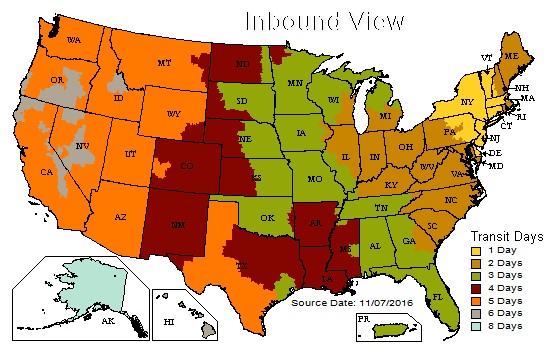 Inbound View
WA
MT
ND
MN
VT
ME
OR
ID
SD
WI
MI
NY
NH
MA
RI
CT
WY
NE
IA
IL
IN
OH
PA
NJ
DE
MD
NV
UT
CO
KS
MO
KY
WV
VA
CA
AZ
NM
OK
AR
TN
NC
SC
TX
LA
MS
AL
GA
FL
AK
HI
PR
Source Date: 11/07/2016
Transit Days
1 Day
2 Days
3 Days
4 Days
5 Days
6 Days
8 Days